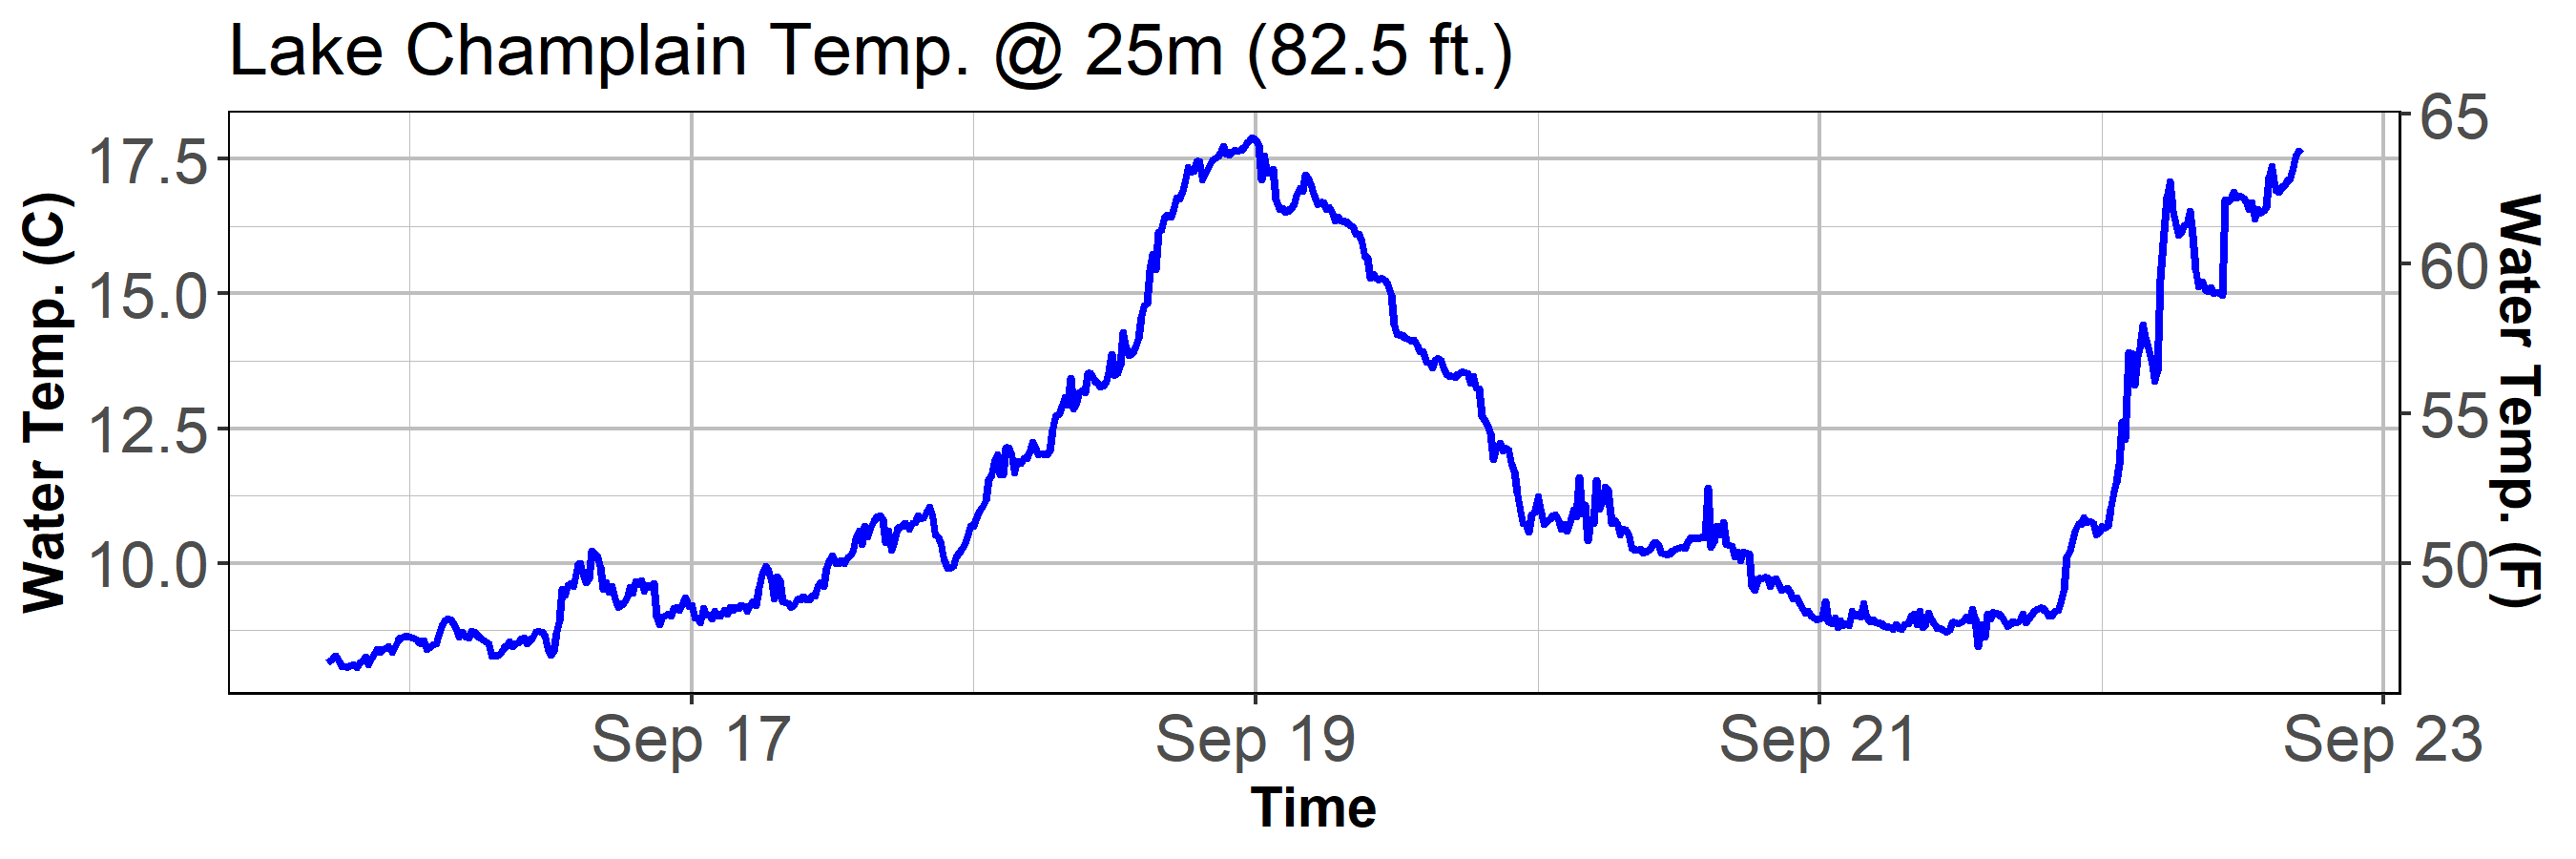 Lake Champlain Temp. @ 25m (82.5 ft.)
Water Temp. (C)
17.5
15.0
12.5
10.0
65
60
55
50
Water Temp. (F)
Sep 17
Sep 19
Sep 21
Sep 23
Time